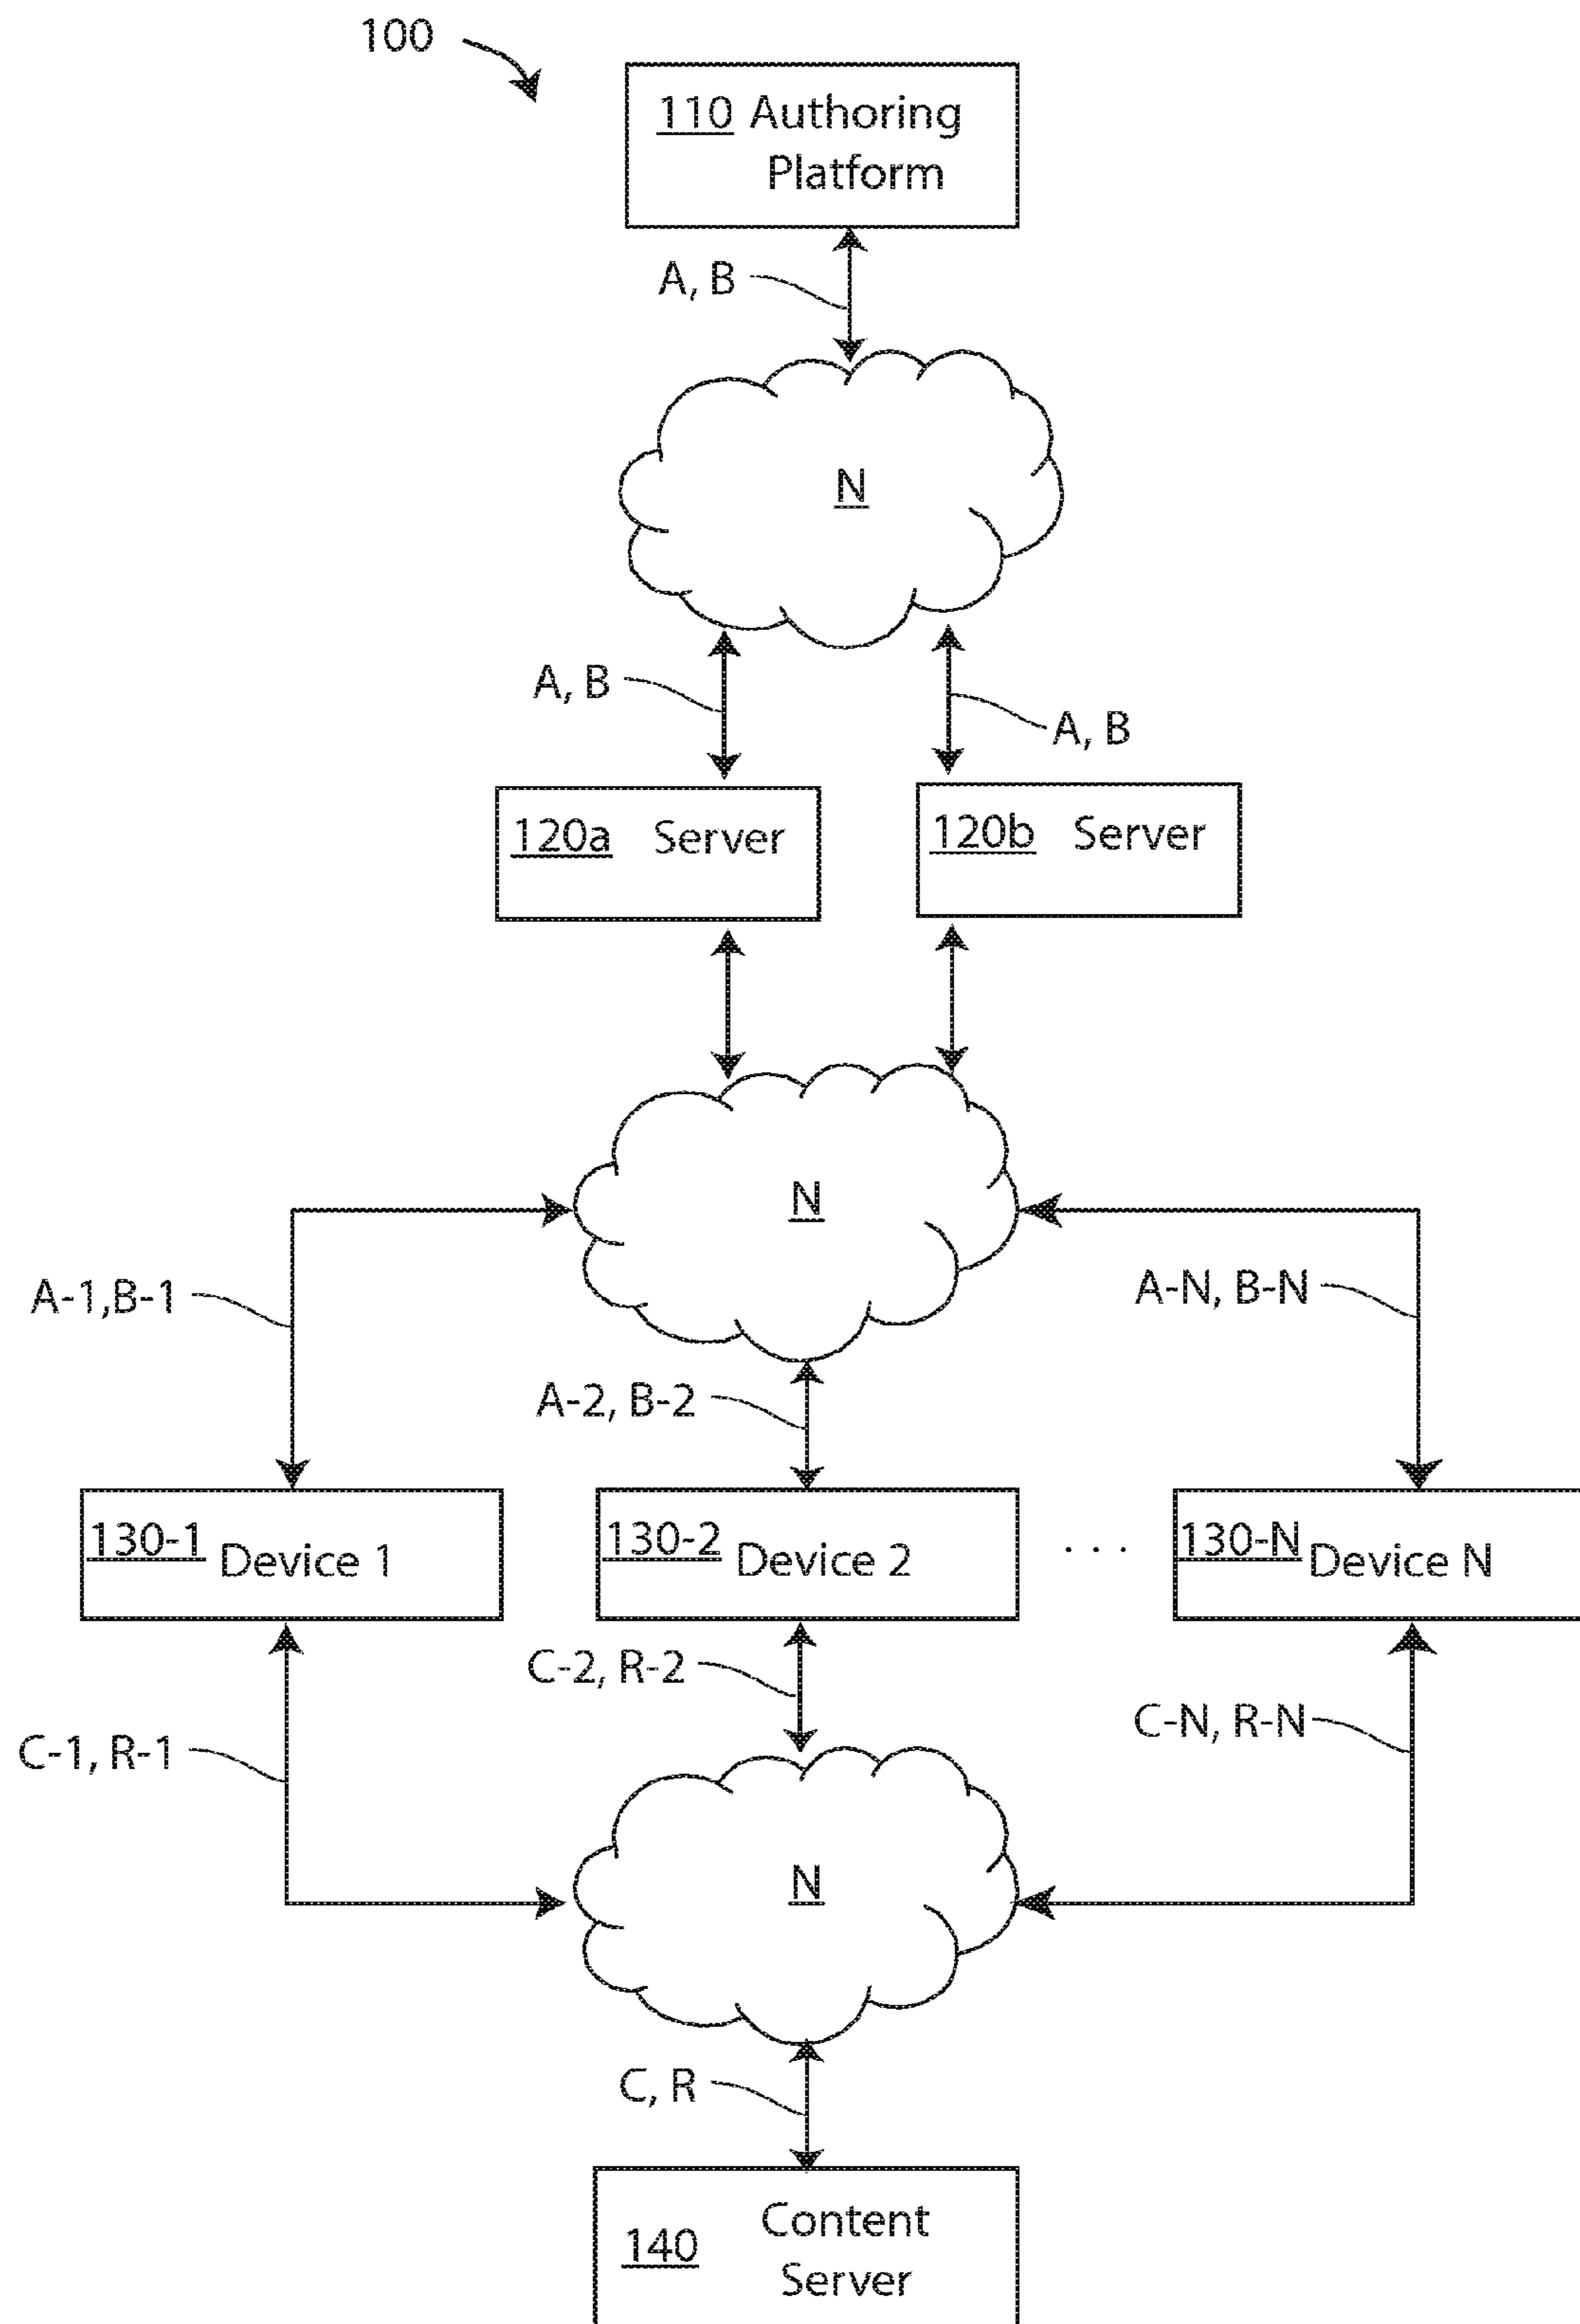 100
110 Authoring
Platform
A, B
N
A, B
A, B
120a Server
120b Server
N
A-1,B-1
A-N, B-N
A-2, B-2
130-1 Device 1
130-2 Device 2
. . .
130-N Device N
C-2, R-2
C-N, R-N
C-1, R-1
N
C, R
140 Content
Server